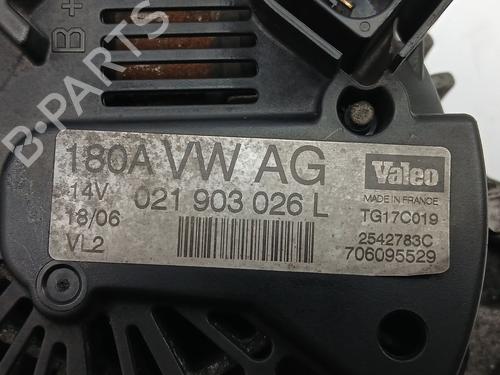 B+
B-PARTS
180A VW AG
14V 021 903 026 L
18/06
VL2
Valeo
MADE IN FRANCE
TG17C019
2542783C
706095529